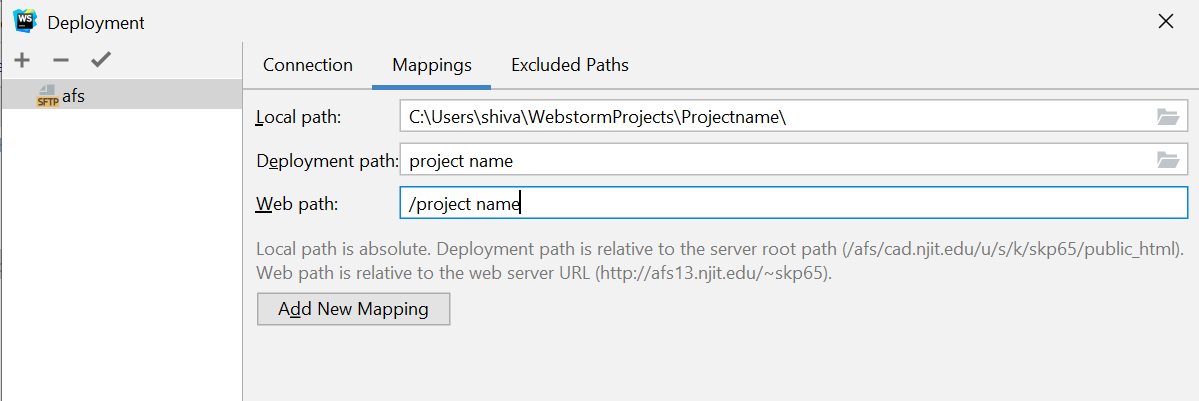 WS
Deployment
SFTP afs
Connection Mappings Excluded Paths
Local path: C:\Users\shiva\WebstormProjects\Projectname\
Deployment path: project name
Web path: /project name
Local path is absolute. Deployment path is relative to the server root path (/afs/cad.njit.edu/u/s/k/skp65/public_html).
Web path is relative to the web server URL (http://afs13.njit.edu/~skp65).
Add New Mapping